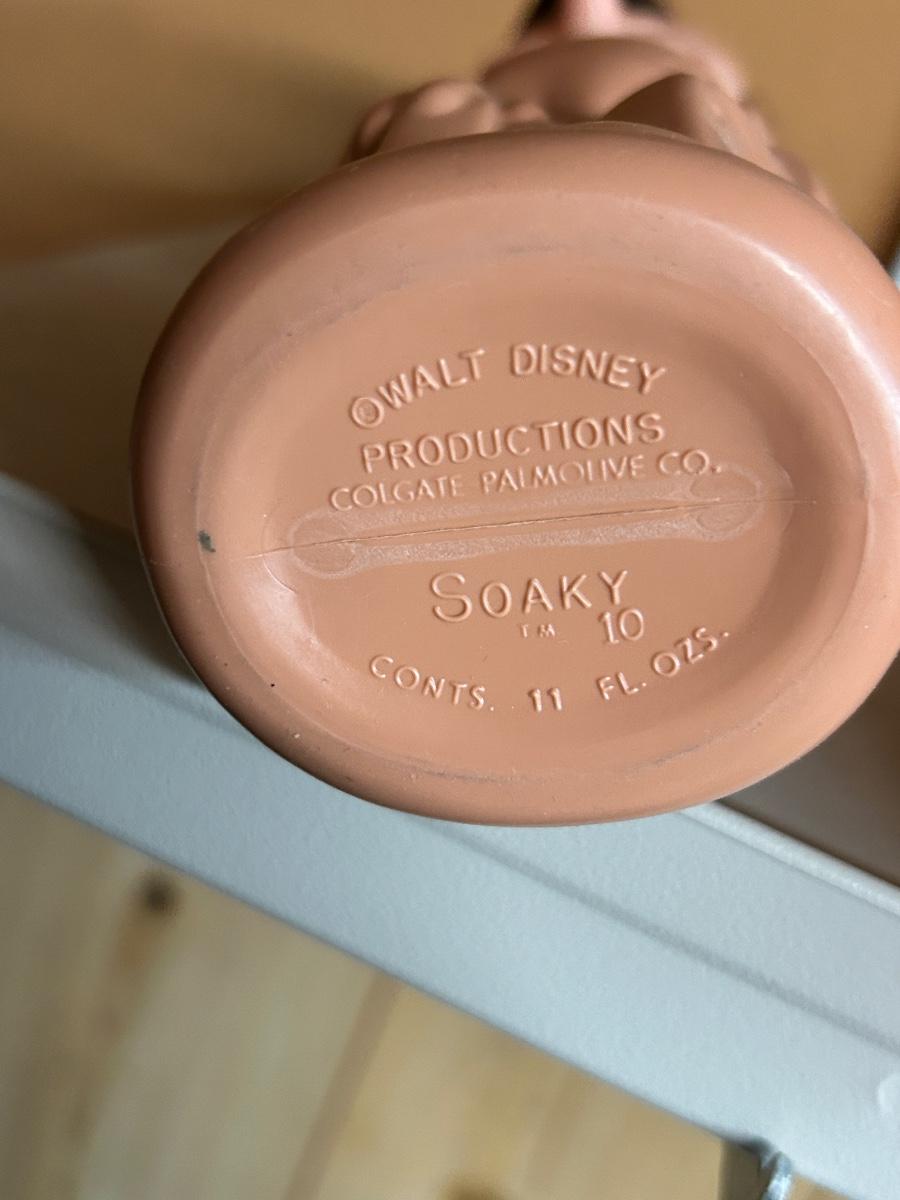 ©WALT DISNEY
PRODUCTIONS
COLGATE PALMOLIVE CO.
SOAKY
TM 10
CONTS. 11 FL. OZS.